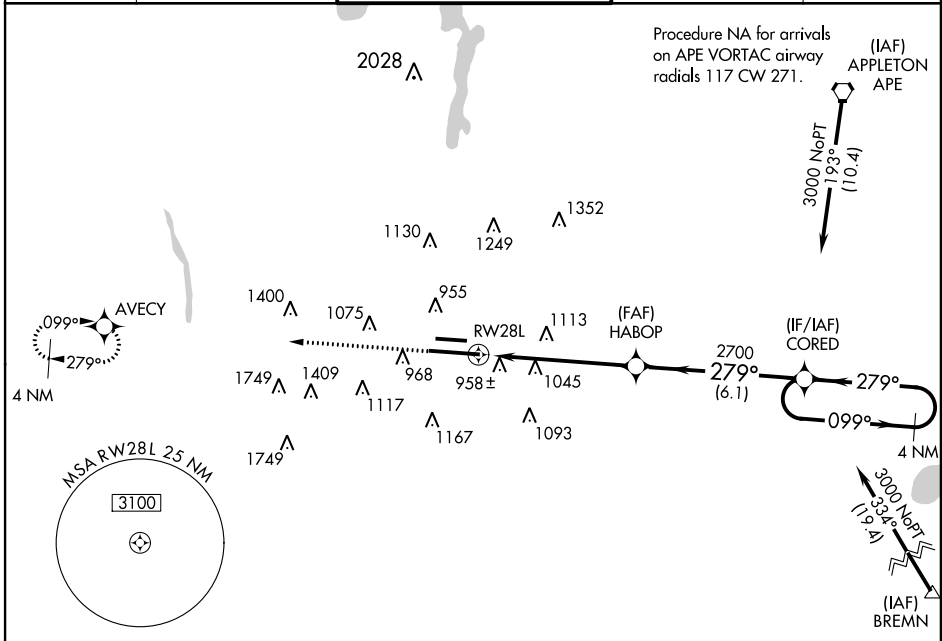 Procedure NA for arrivals
on APE VORTAC airway
radials 117 CW 271.
(IAF)
APPLETON
APE
2028
3000 NoPT
193°
(10.4)
1352
1130
1249
1400
1075
955
RW28L
1113
(FAF)
HABOP
(IF/IAF)
CORED
AVECY
099°
279°
4 NM
2700
279°
(6.1)
279°
099°
4 NM
968
958±
1045
1749
1409
1117
1167
1093
1749
MSA RW28L 25 NM
3100
3000 NoPT
334°
(19.4)
(IAF)
BREMN